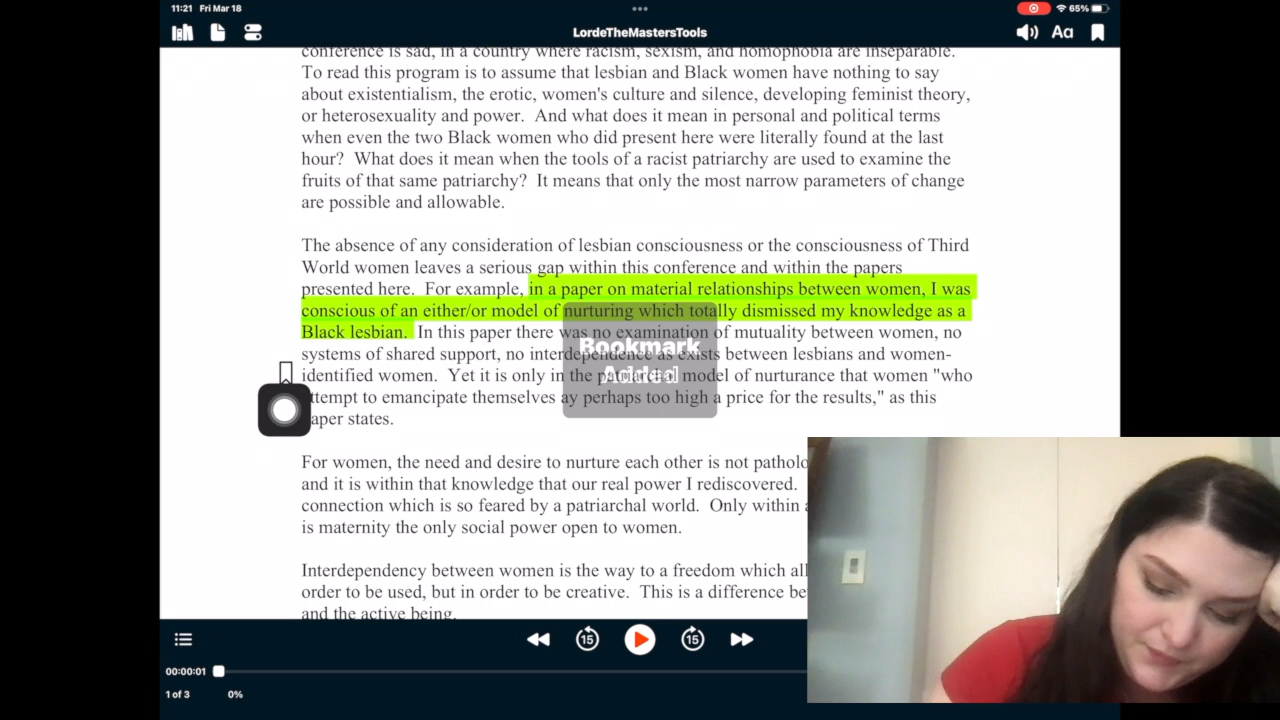 11:21 Fri Mar 18
65%
LordeTheMastersTools
Aa
conference is sad, in a country where racism, sexism, and homophobia are inseparable.
To read this program is to assume that lesbian and Black women have nothing to say
about existentialism, the erotic, women's culture and silence, developing feminist theory,
or heterosexuality and power. And what does it mean in personal and political terms
when even the two Black women who did present here were literally found at the last
hour? What does it mean when the tools of a racist patriarchy are used to examine the
fruits of that same patriarchy? It means that only the most narrow parameters of change
are possible and allowable.
The absence of any consideration of lesbian consciousness or the consciousness of Third
World women leaves a serious gap within this conference and within the papers
presented here. For example, in a paper on material relationships between women, I was
conscious of an either/or model of nurturing which totally dismissed my knowledge as a
Black lesbian. In this paper there was no examination of mutuality between women, no
systems of shared support, no interdependence as exists between lesbians and women-
identified women. Yet it is only in the patriarchal model of nurturance that women "who
ttempt to emancipate themselves ay perhaps too high a price for the results," as this
aper states.
Bookmark
Added
For women, the need and desire to nurture each other is not patholo
and it is within that knowledge that our real power I rediscovered.
connection which is so feared by a patriarchal world. Only within a
is maternity the only social power open to women.
Interdependency between women is the way to a freedom which all
order to be used, but in order to be creative. This is a difference be
and the active being.
15
15
00:00:01
1 of 3
0%